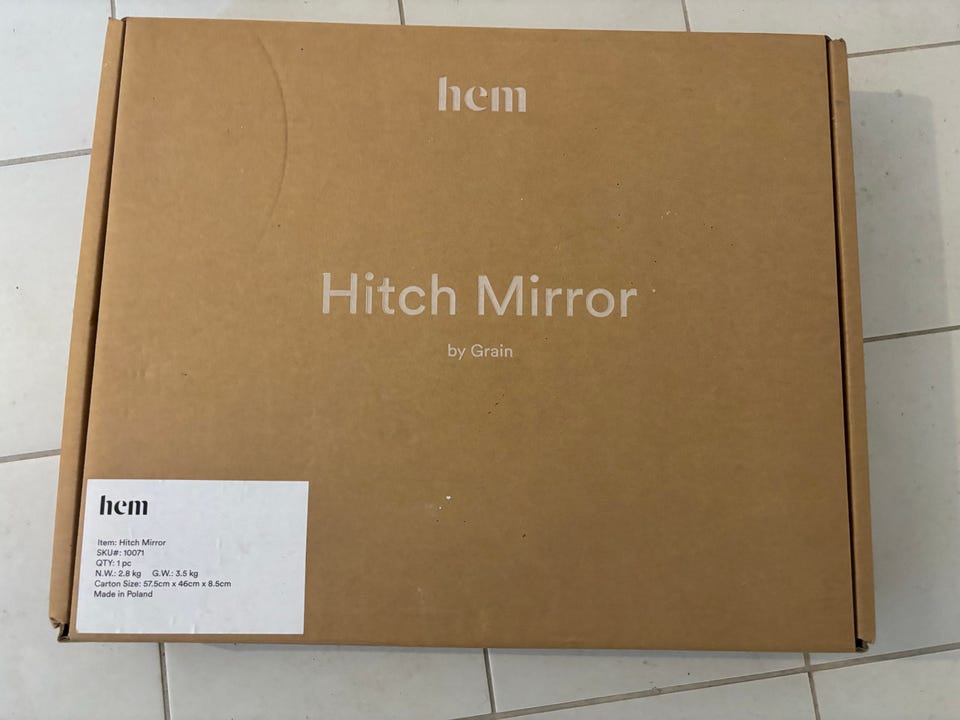 hem
Hitch Mirror
by Grain
hem
Item: Hitch Mirror
SKU#: 10071
QTY: 1 pc
N.W.: 2.8 kg G.W.: 3.5 kg
Carton Size: 57.5cm x 46cm x 8.5cm
Made in Poland